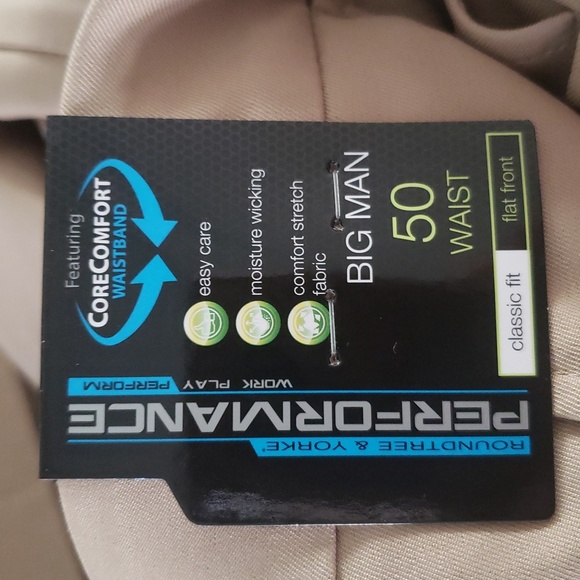 ROUNDTREE & YORKE
PERFORMANCE
WORK PLAY PERFORM
Featuring
CORECOMFORT
WAISTBAND
easy care
moisture wicking
comfort stretch
fabric
BIG MAN
50
WAIST
classic fit
flat front